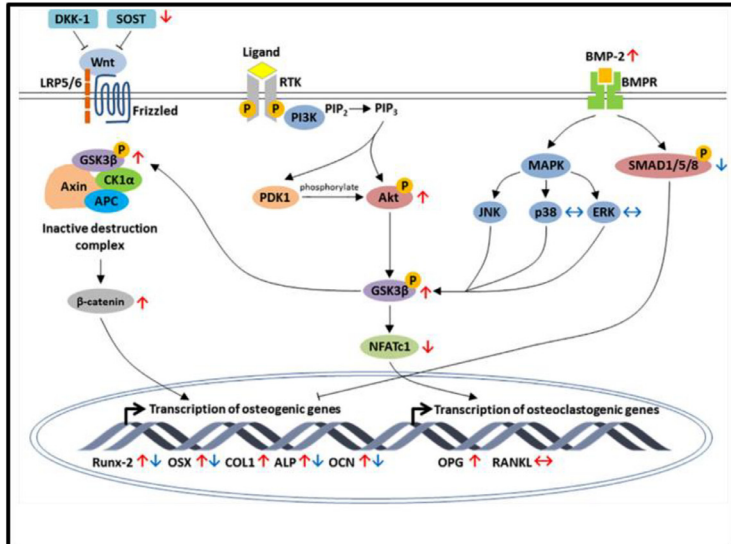 DKK-1
SOST ↓
Wnt
LRP5/6
Frizzled
Ligand
RTK
P
P
PI3K
PIP2 → PIP3
BMP-2 ↑
BMPR
GSK3β
P
↑
Axin
CK1α
APC
Inactive destruction
complex
β-catenin ↑
PDK1
phosphorylate
Akt
P
↑
MAPK
SMAD1/5/8
P
↓
JNK
p38 ↔
ERK ↔
GSK3β
P
↑
NFATc1 ↓
Transcription of osteogenic genes
Transcription of osteoclastogenic genes
Runx-2 ↑↓ OSX ↑↓ COL1 ↑ ALP ↑↓ OCN ↑↓
OPG ↑ RANKL ↔